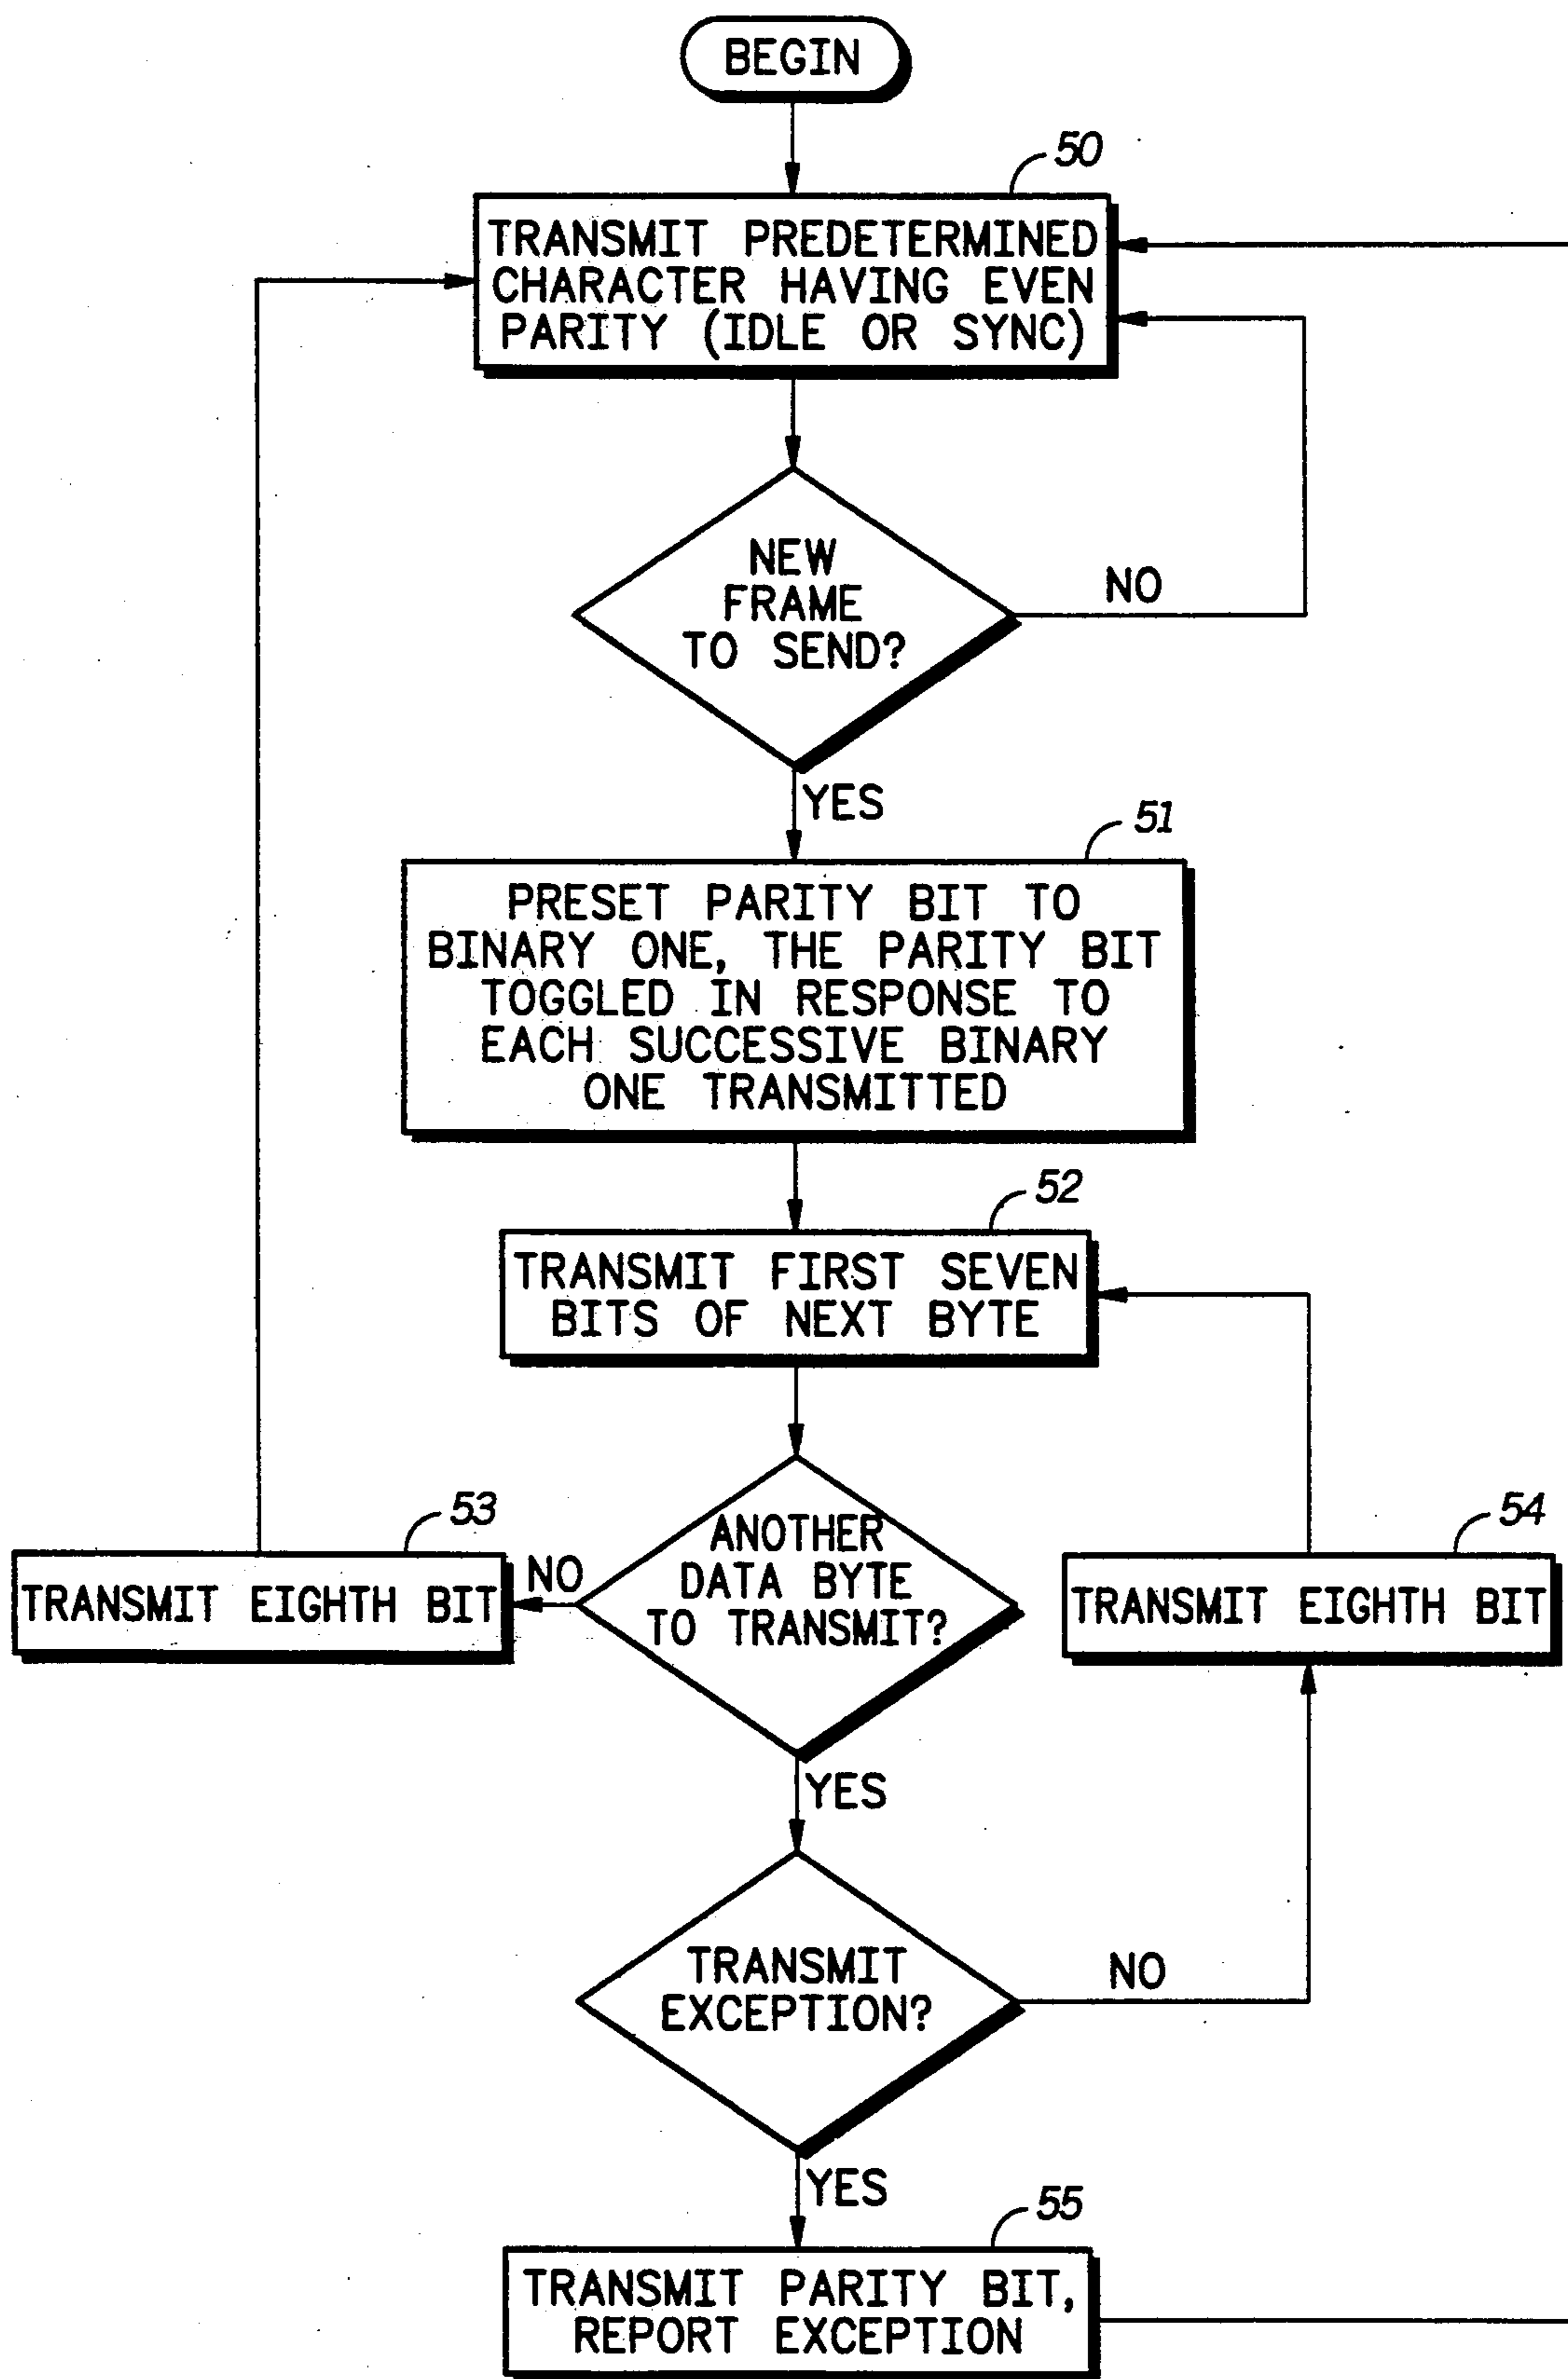 BEGIN
50
TRANSMIT PREDETERMINED
CHARACTER HAVING EVEN
PARITY (IDLE OR SYNC)
NEW
FRAME
TO SEND?
NO
YES
51
PRESET PARITY BIT TO
BINARY ONE, THE PARITY BIT
TOGGLED IN RESPONSE TO
EACH SUCCESSIVE BINARY
ONE TRANSMITTED
52
TRANSMIT FIRST SEVEN
BITS OF NEXT BYTE
53
TRANSMIT EIGHTH BIT
NO
ANOTHER
DATA BYTE
TO TRANSMIT?
54
TRANSMIT EIGHTH BIT
YES
TRANSMIT
EXCEPTION?
NO
YES
55
TRANSMIT PARITY BIT,
REPORT EXCEPTION